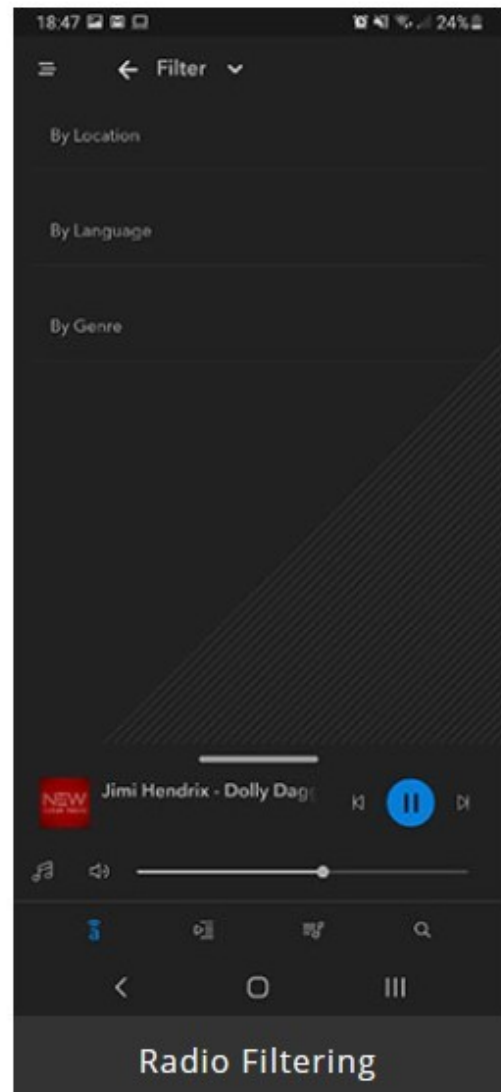 18:47 24%
Filter
By Location
By Language
By Genre
NEW
Jimi Hendrix - Dolly Dag
Radio Filtering